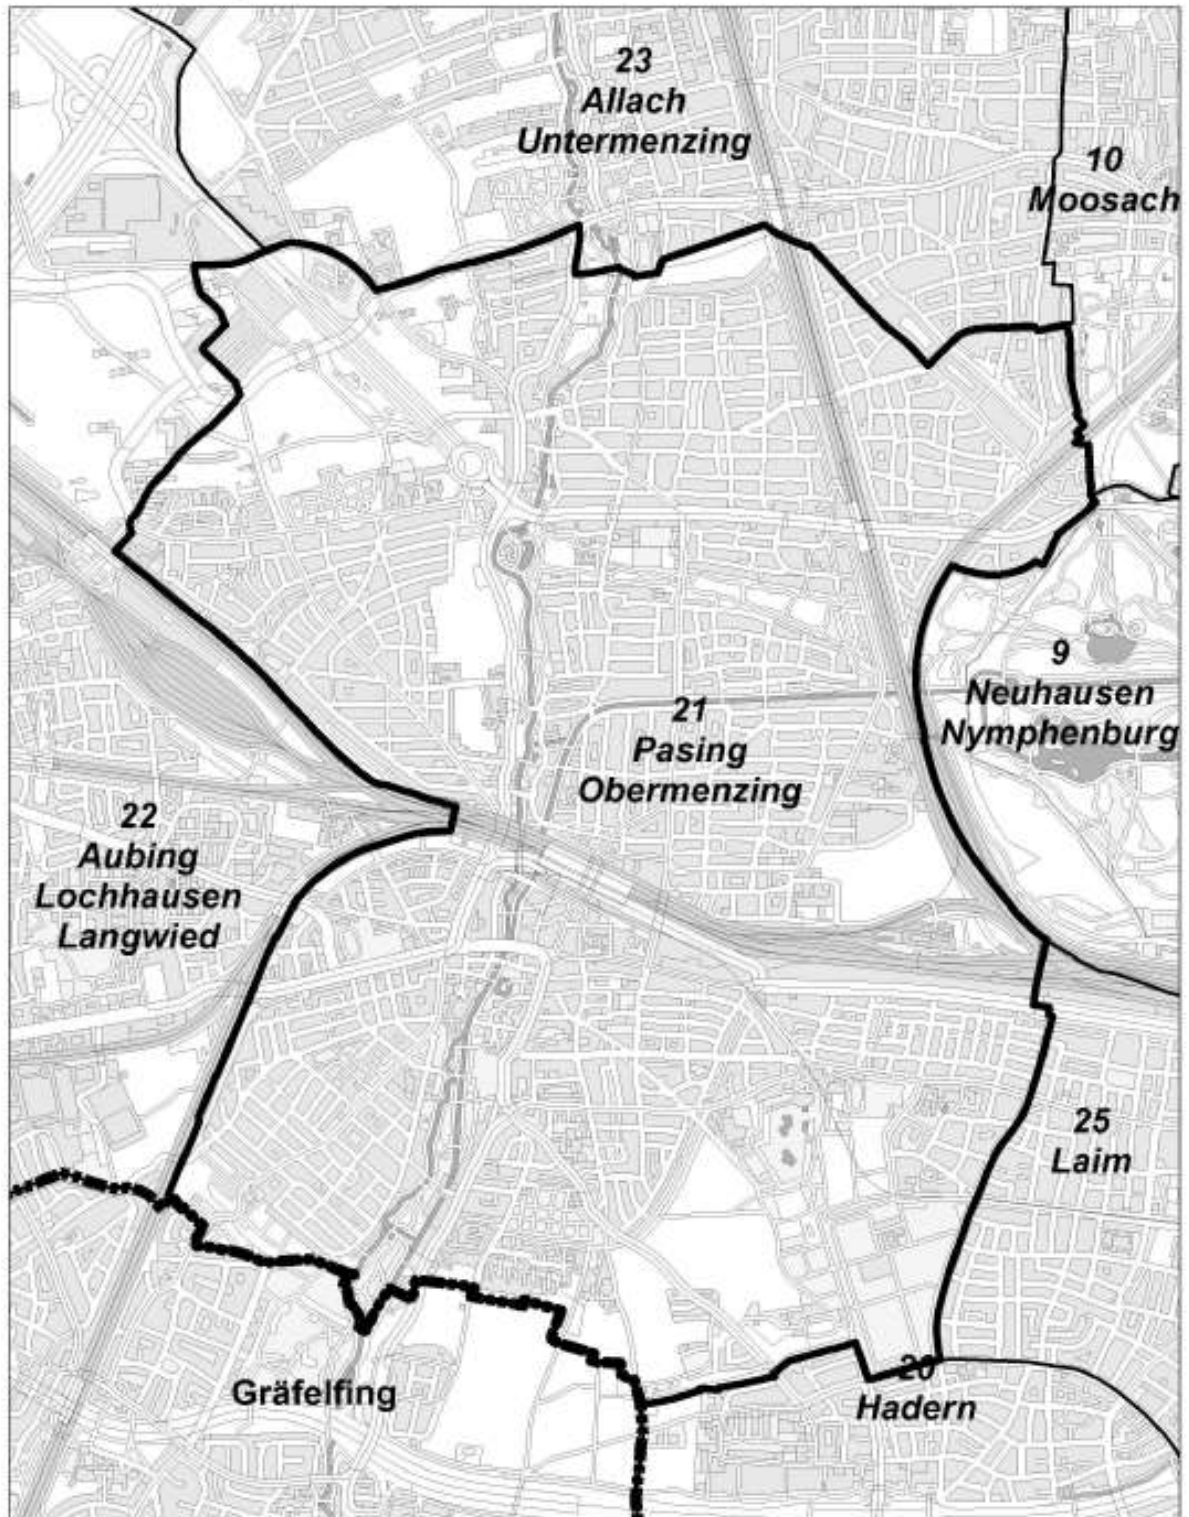 23
Allach
Untermenzing
10
Moosach
9
Neuhausen
Nymphenburg
21
Pasing
Obermenzing
22
Aubing
Lochhausen
Langwied
25
Laim
Gräfelfing
20
Hadern